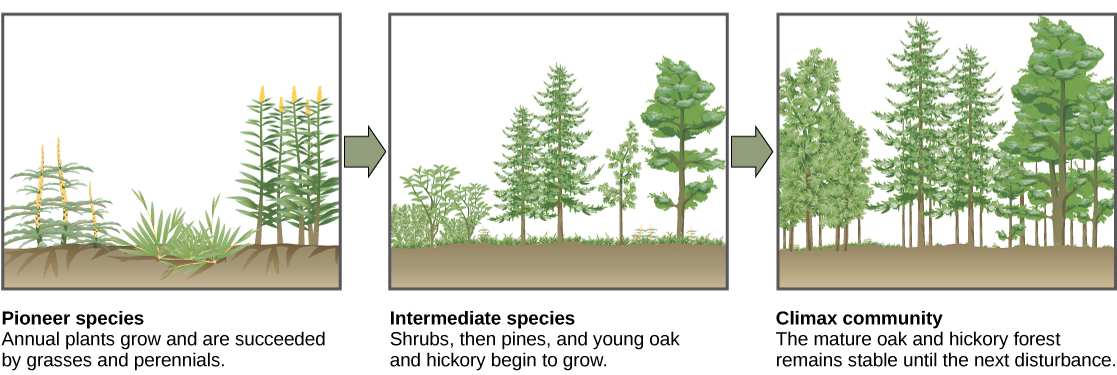 Pioneer species
Annual plants grow and are succeeded
by grasses and perennials.
Intermediate species
Shrubs, then pines, and young oak
and hickory begin to grow.
Climax community
The mature oak and hickory forest
remains stable until the next disturbance.